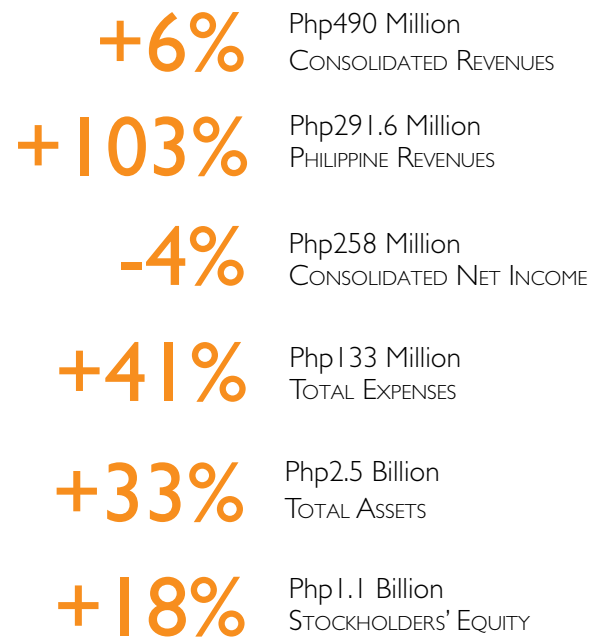 +6%
Php490 Million
Consolidated Revenues
+103%
Php291.6 Million
Philippine Revenues
-4%
Php258 Million
Consolidated Net Income
+41%
Php133 Million
Total Expenses
+33%
Php2.5 Billion
Total Assets
+18%
Php1.1 Billion
Stockholders’ Equity